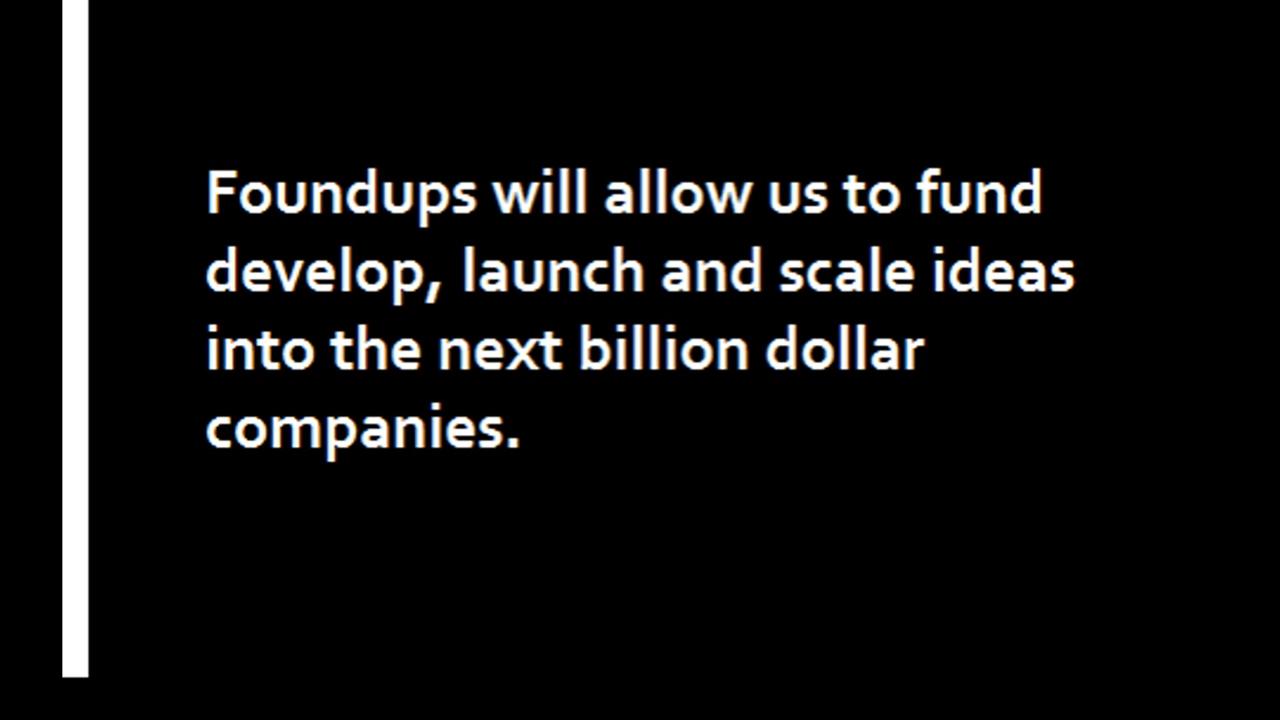 Foundups will allow us to fund
develop, launch and scale ideas
into the next billion dollar
companies.